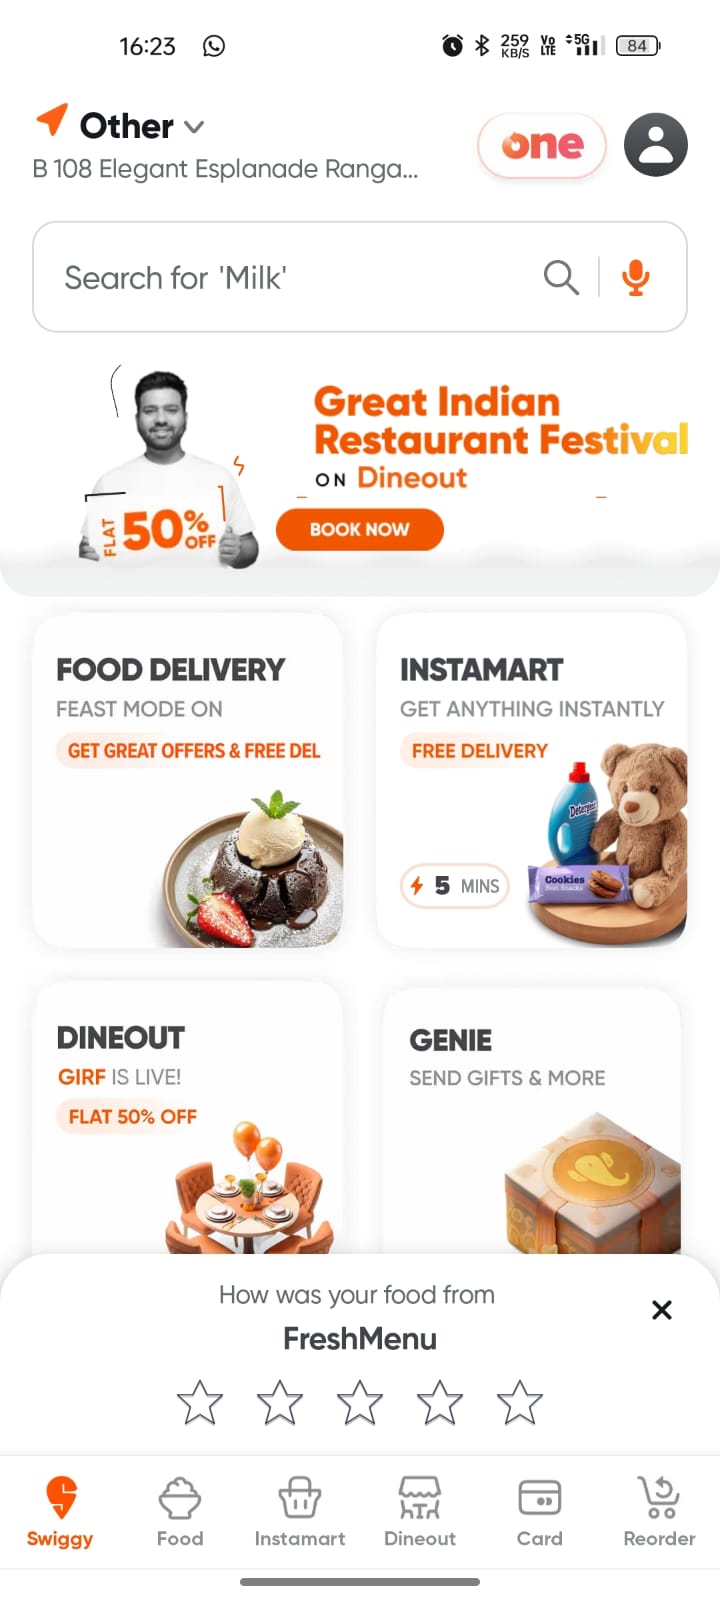 16:23
259 KB/S Vo LTE 5G 84
Other
B 108 Elegant Esplanade Ranga...
one
Search for 'Milk'
Great Indian
Restaurant Festival
ON Dineout
FLAT 50% OFF
BOOK NOW
FOOD DELIVERY
FEAST MODE ON
GET GREAT OFFERS & FREE DEL
INSTAMART
GET ANYTHING INSTANTLY
FREE DELIVERY
Detergent
Cookies
Best Snacks
5 MINS
DINEOUT
GIRF IS LIVE!
FLAT 50% OFF
GENIE
SEND GIFTS & MORE
How was your food from
FreshMenu
Swiggy
Food
Instamart
Dineout
Card
Reorder